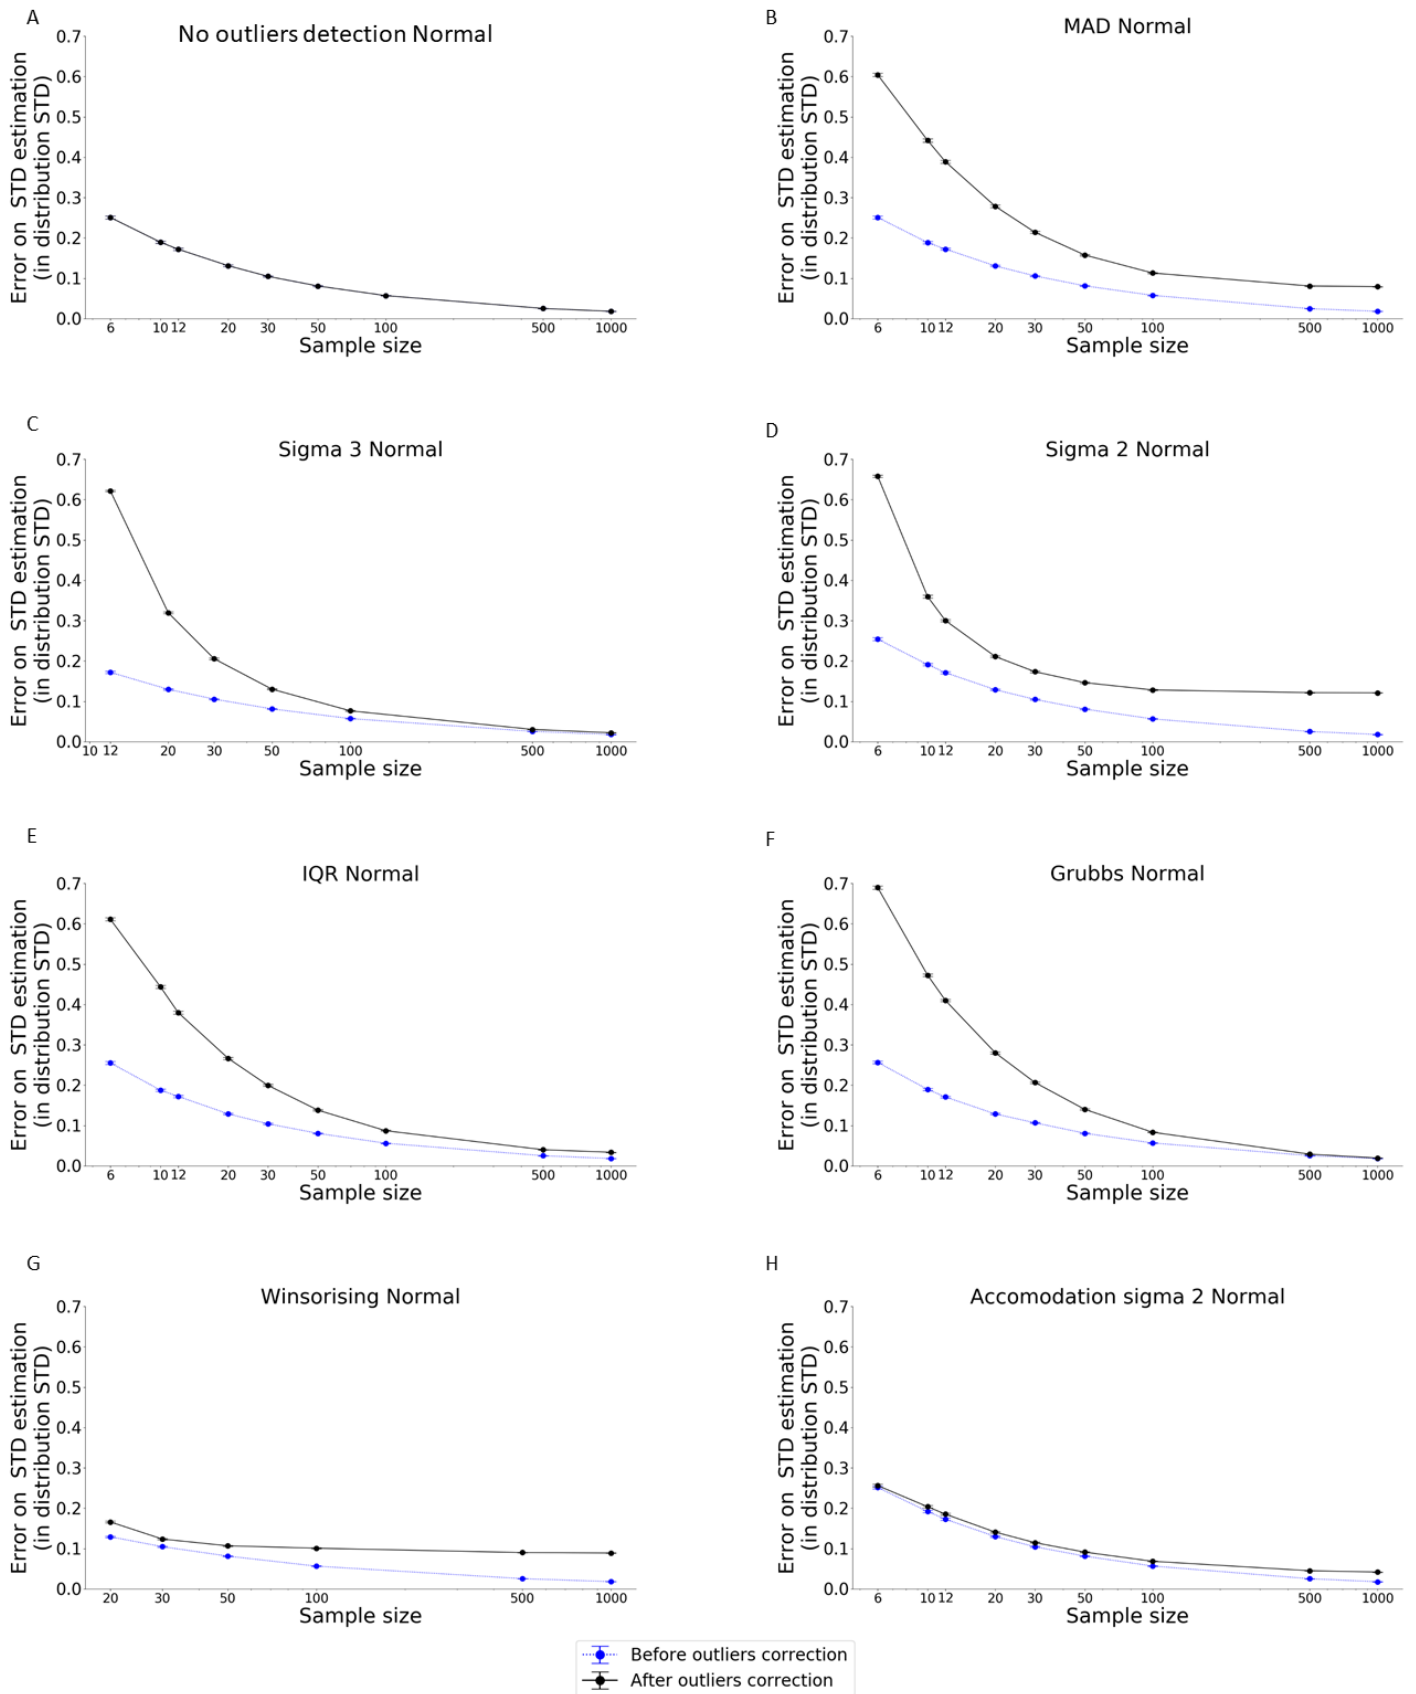 A
No outliers detection Normal
Error on STD estimation
(in distribution STD)
0.7
0.6
0.5
0.4
0.3
0.2
0.1
0.0
6 10 12 20 30 50 100 500 1000
Sample size
B
MAD Normal
Error on STD estimation
(in distribution STD)
0.7
0.6
0.5
0.4
0.3
0.2
0.1
0.0
6 10 12 20 30 50 100 500 1000
Sample size
C
Sigma 3 Normal
Error on STD estimation
(in distribution STD)
0.7
0.6
0.5
0.4
0.3
0.2
0.1
0.0
10 12 20 30 50 100 500 1000
Sample size
D
Sigma 2 Normal
Error on STD estimation
(in distribution STD)
0.7
0.6
0.5
0.4
0.3
0.2
0.1
0.0
6 10 12 20 30 50 100 500 1000
Sample size
E
IQR Normal
Error on STD estimation
(in distribution STD)
0.7
0.6
0.5
0.4
0.3
0.2
0.1
0.0
6 10 12 20 30 50 100 500 1000
Sample size
F
Grubbs Normal
Error on STD estimation
(in distribution STD)
0.7
0.6
0.5
0.4
0.3
0.2
0.1
0.0
6 10 12 20 30 50 100 500 1000
Sample size
G
Winsorising Normal
Error on STD estimation
(in distribution STD)
0.7
0.6
0.5
0.4
0.3
0.2
0.1
0.0
20 30 50 100 500 1000
Sample size
H
Accomodation sigma 2 Normal
Error on STD estimation
(in distribution STD)
0.7
0.6
0.5
0.4
0.3
0.2
0.1
0.0
6 10 12 20 30 50 100 500 1000
Sample size
Before outliers correction
After outliers correction